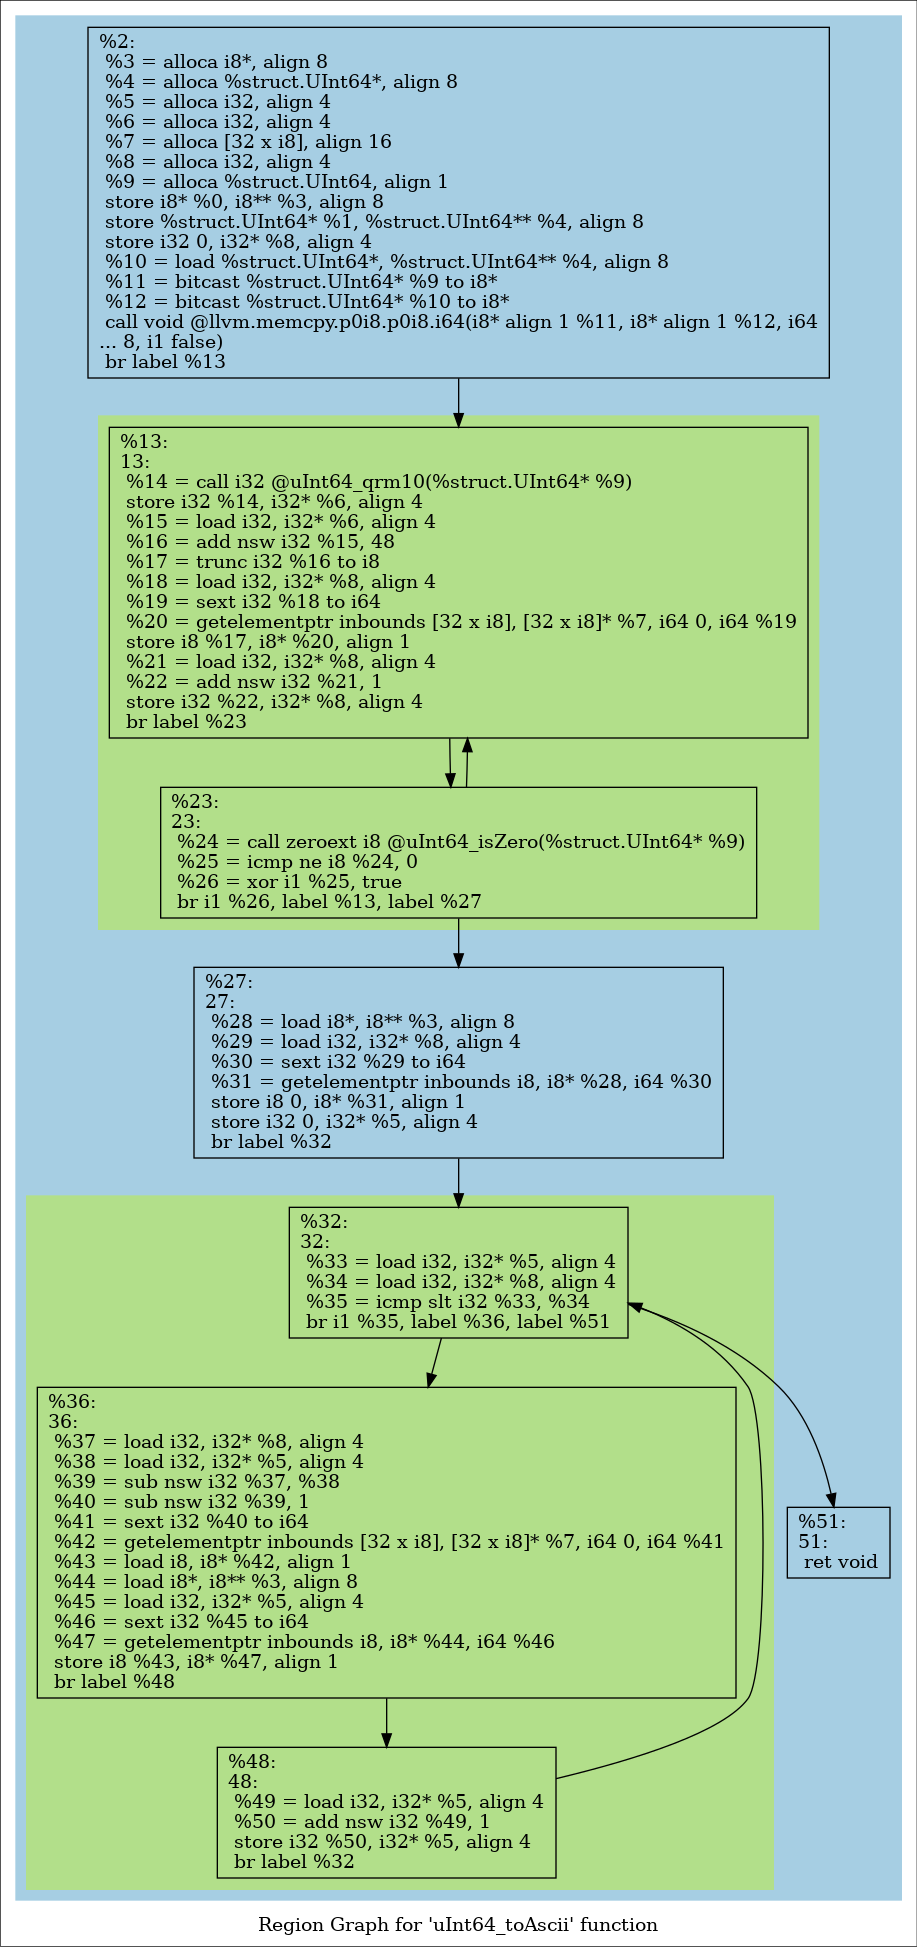 %2:
%3 = alloca i8*, align 8
%4 = alloca %struct.UInt64*, align 8
%5 = alloca i32, align 4
%6 = alloca i32, align 4
%7 = alloca [32 x i8], align 16
%8 = alloca i32, align 4
%9 = alloca %struct.UInt64, align 1
store i8* %0, i8** %3, align 8
store %struct.UInt64* %1, %struct.UInt64** %4, align 8
store i32 0, i32* %8, align 4
%10 = load %struct.UInt64*, %struct.UInt64** %4, align 8
%11 = bitcast %struct.UInt64* %9 to i8*
%12 = bitcast %struct.UInt64* %10 to i8*
call void @llvm.memcpy.p0i8.p0i8.i64(i8* align 1 %11, i8* align 1 %12, i64
... 8, i1 false)
br label %13
%13:
13:
%14 = call i32 @uInt64_qrm10(%struct.UInt64* %9)
store i32 %14, i32* %6, align 4
%15 = load i32, i32* %6, align 4
%16 = add nsw i32 %15, 48
%17 = trunc i32 %16 to i8
%18 = load i32, i32* %8, align 4
%19 = sext i32 %18 to i64
%20 = getelementptr inbounds [32 x i8], [32 x i8]* %7, i64 0, i64 %19
store i8 %17, i8* %20, align 1
%21 = load i32, i32* %8, align 4
%22 = add nsw i32 %21, 1
store i32 %22, i32* %8, align 4
br label %23
%23:
23:
%24 = call zeroext i8 @uInt64_isZero(%struct.UInt64* %9)
%25 = icmp ne i8 %24, 0
%26 = xor i1 %25, true
br i1 %26, label %13, label %27
%27:
27:
%28 = load i8*, i8** %3, align 8
%29 = load i32, i32* %8, align 4
%30 = sext i32 %29 to i64
%31 = getelementptr inbounds i8, i8* %28, i64 %30
store i8 0, i8* %31, align 1
store i32 0, i32* %5, align 4
br label %32
%32:
32:
%33 = load i32, i32* %5, align 4
%34 = load i32, i32* %8, align 4
%35 = icmp slt i32 %33, %34
br i1 %35, label %36, label %51
%36:
36:
%37 = load i32, i32* %8, align 4
%38 = load i32, i32* %5, align 4
%39 = sub nsw i32 %37, %38
%40 = sub nsw i32 %39, 1
%41 = sext i32 %40 to i64
%42 = getelementptr inbounds [32 x i8], [32 x i8]* %7, i64 0, i64 %41
%43 = load i8, i8* %42, align 1
%44 = load i8*, i8** %3, align 8
%45 = load i32, i32* %5, align 4
%46 = sext i32 %45 to i64
%47 = getelementptr inbounds i8, i8* %44, i64 %46
store i8 %43, i8* %47, align 1
br label %48
%51:
51:
ret void
%48:
48:
%49 = load i32, i32* %5, align 4
%50 = add nsw i32 %49, 1
store i32 %50, i32* %5, align 4
br label %32
Region Graph for 'uInt64_toAscii' function